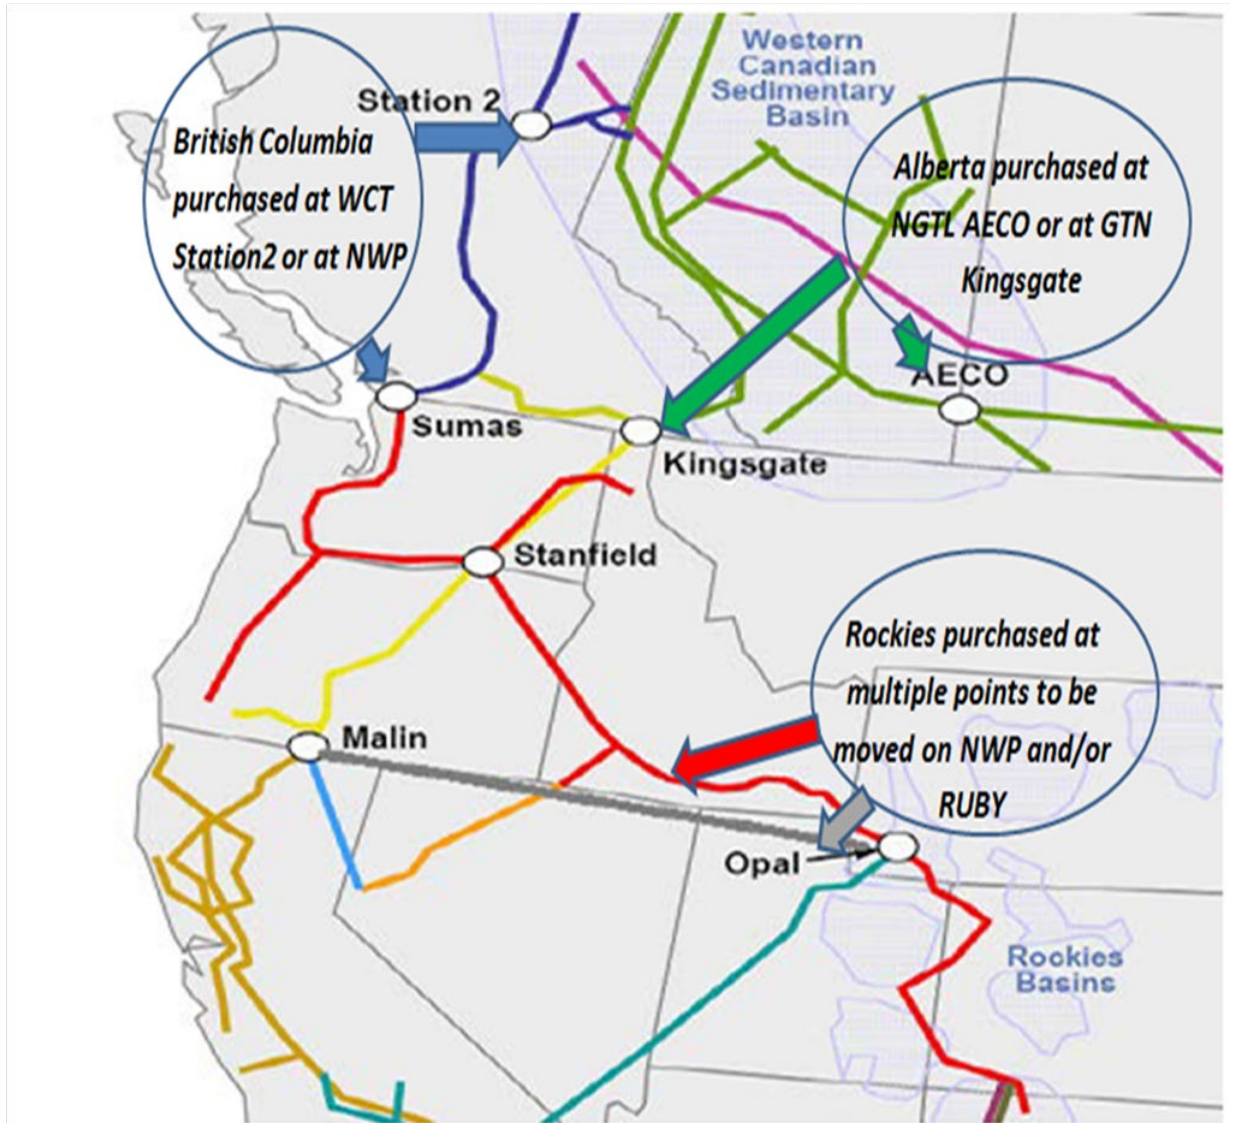 Western
Canadian
Sedimentary
Basin
Station 2
British Columbia
purchased at WCT
Station2 or at NWP
Alberta purchased at
NGTL AECO or at GTN
Kingsgate
AECO
Sumas
Kingsgate
Stanfield
Rockies purchased at
multiple points to be
moved on NWP and/or
RUBY
Malin
Opal
Rockies
Basins